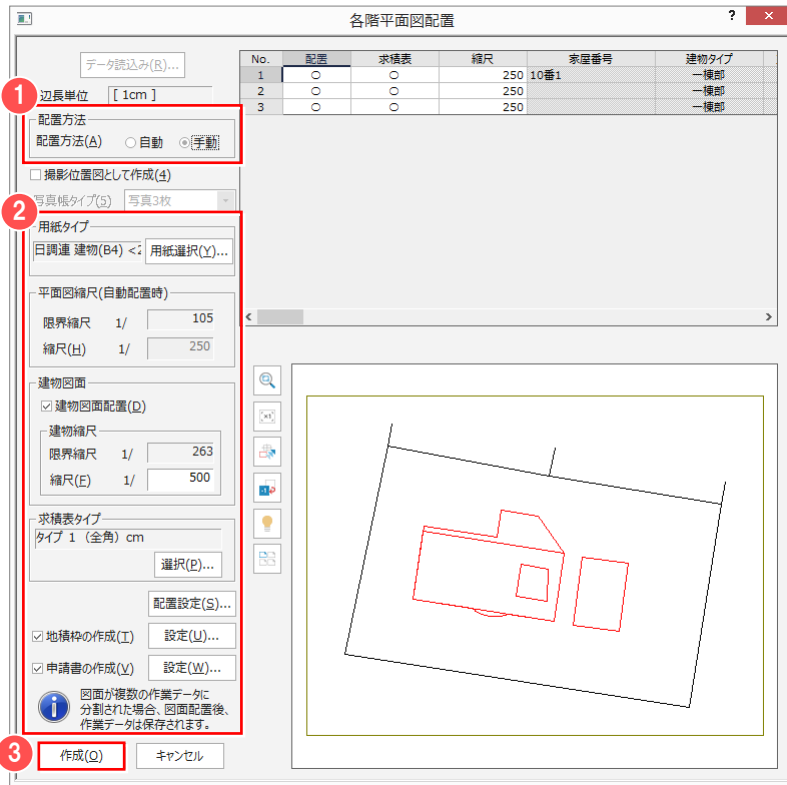 各階平面図配置
? ×
データ読込み(R)...
辺長単位 [ 1cm ]
1
配置方法
配置方法(A) 自動 手動
撮影位置図として作成(4)
写真帳タイプ(5) 写真3枚
2
用紙タイプ
日調連 建物(B4) <2 用紙選択(Y)...
平面図縮尺(自動配置時)
限界縮尺 1/ 105
縮尺(H) 1/ 250
建物図面
建物図面配置(D)
建物縮尺
限界縮尺 1/ 263
縮尺(F) 1/ 500
求積表タイプ
タイプ 1 (全角) cm
選択(P)...
配置設定(S)...
地積枠の作成(T) 設定(U)...
申請書の作成(V) 設定(W)...
図面が複数の作業データに
分割された場合、図面配置後、
作業データは保存されます。
3
作成(O) キャンセル
No. 配置 求積表 縮尺 家屋番号 建物タイプ
1 ○ ○ 250 10番1 一棟部
2 ○ ○ 250 一棟部
3 ○ ○ 250 一棟部